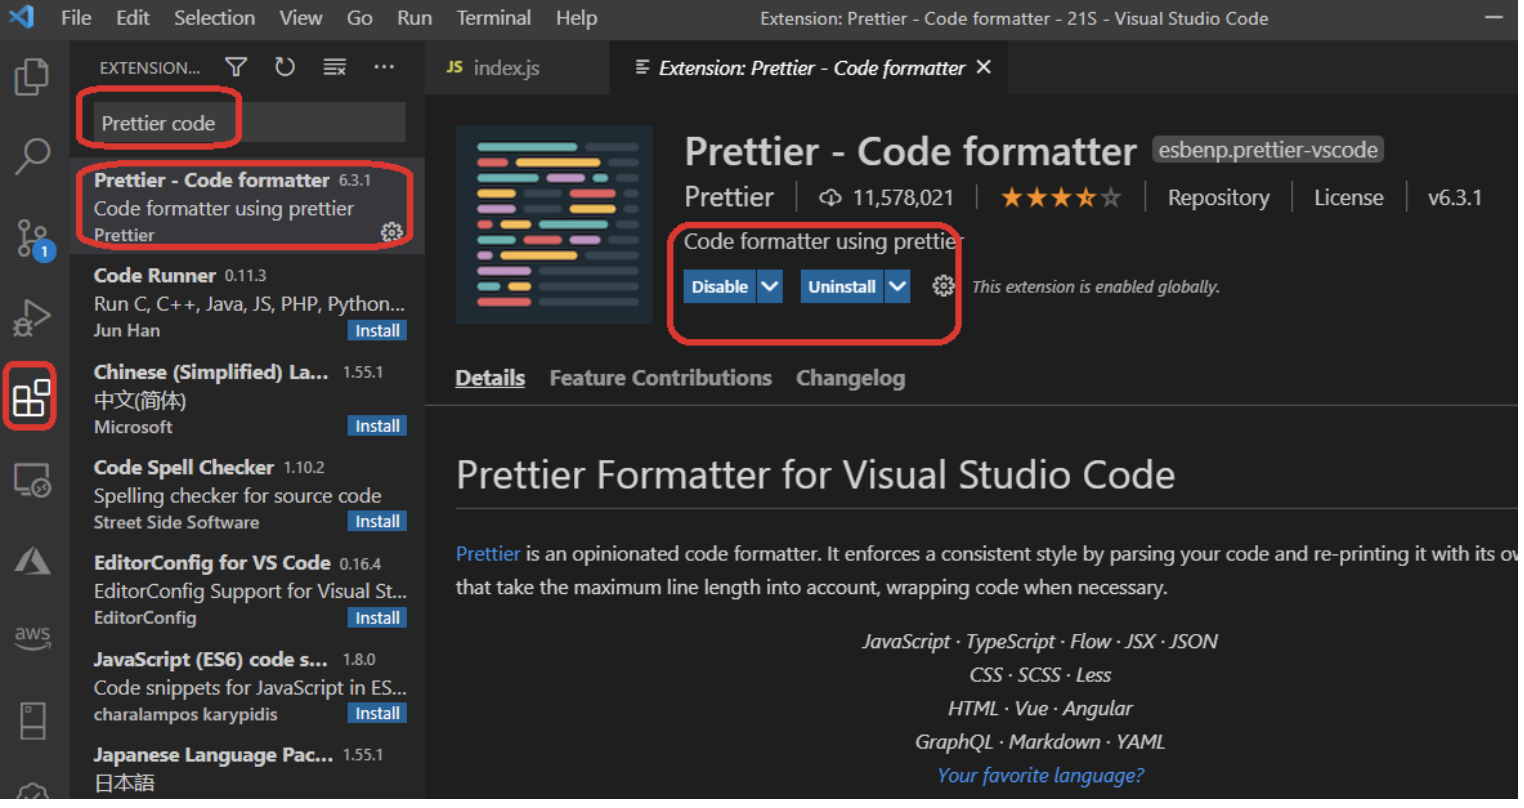 File Edit Selection View Go Run Terminal Help
Extension: Prettier - Code formatter - 21S - Visual Studio Code
EXTENSION...
JS index.js
Extension: Prettier - Code formatter
Prettier code
Prettier - Code formatter 6.3.1
Code formatter using prettier
Prettier
Code Runner 0.11.3
Run C, C++, Java, JS, PHP, Python...
Jun Han Install
Chinese (Simplified) La... 1.55.1
中文(简体)
Microsoft Install
Code Spell Checker 1.10.2
Spelling checker for source code
Street Side Software Install
EditorConfig for VS Code 0.16.4
EditorConfig Support for Visual St...
EditorConfig Install
JavaScript (ES6) code s... 1.8.0
Code snippets for JavaScript in ES...
charalampos karypidis Install
Japanese Language Pac... 1.55.1
日本語
1
aws
Prettier - Code formatter esbenp.prettier-vscode
Prettier 11,578,021 Repository License v6.3.1
Code formatter using prettier
Disable Uninstall This extension is enabled globally.
Details Feature Contributions Changelog
Prettier Formatter for Visual Studio Code
Prettier is an opinionated code formatter. It enforces a consistent style by parsing your code and re-printing it with its
that take the maximum line length into account, wrapping code when necessary.
JavaScript · TypeScript · Flow · JSX · JSON
CSS · SCSS · Less
HTML · Vue · Angular
GraphQL · Markdown · YAML
Your favorite language?